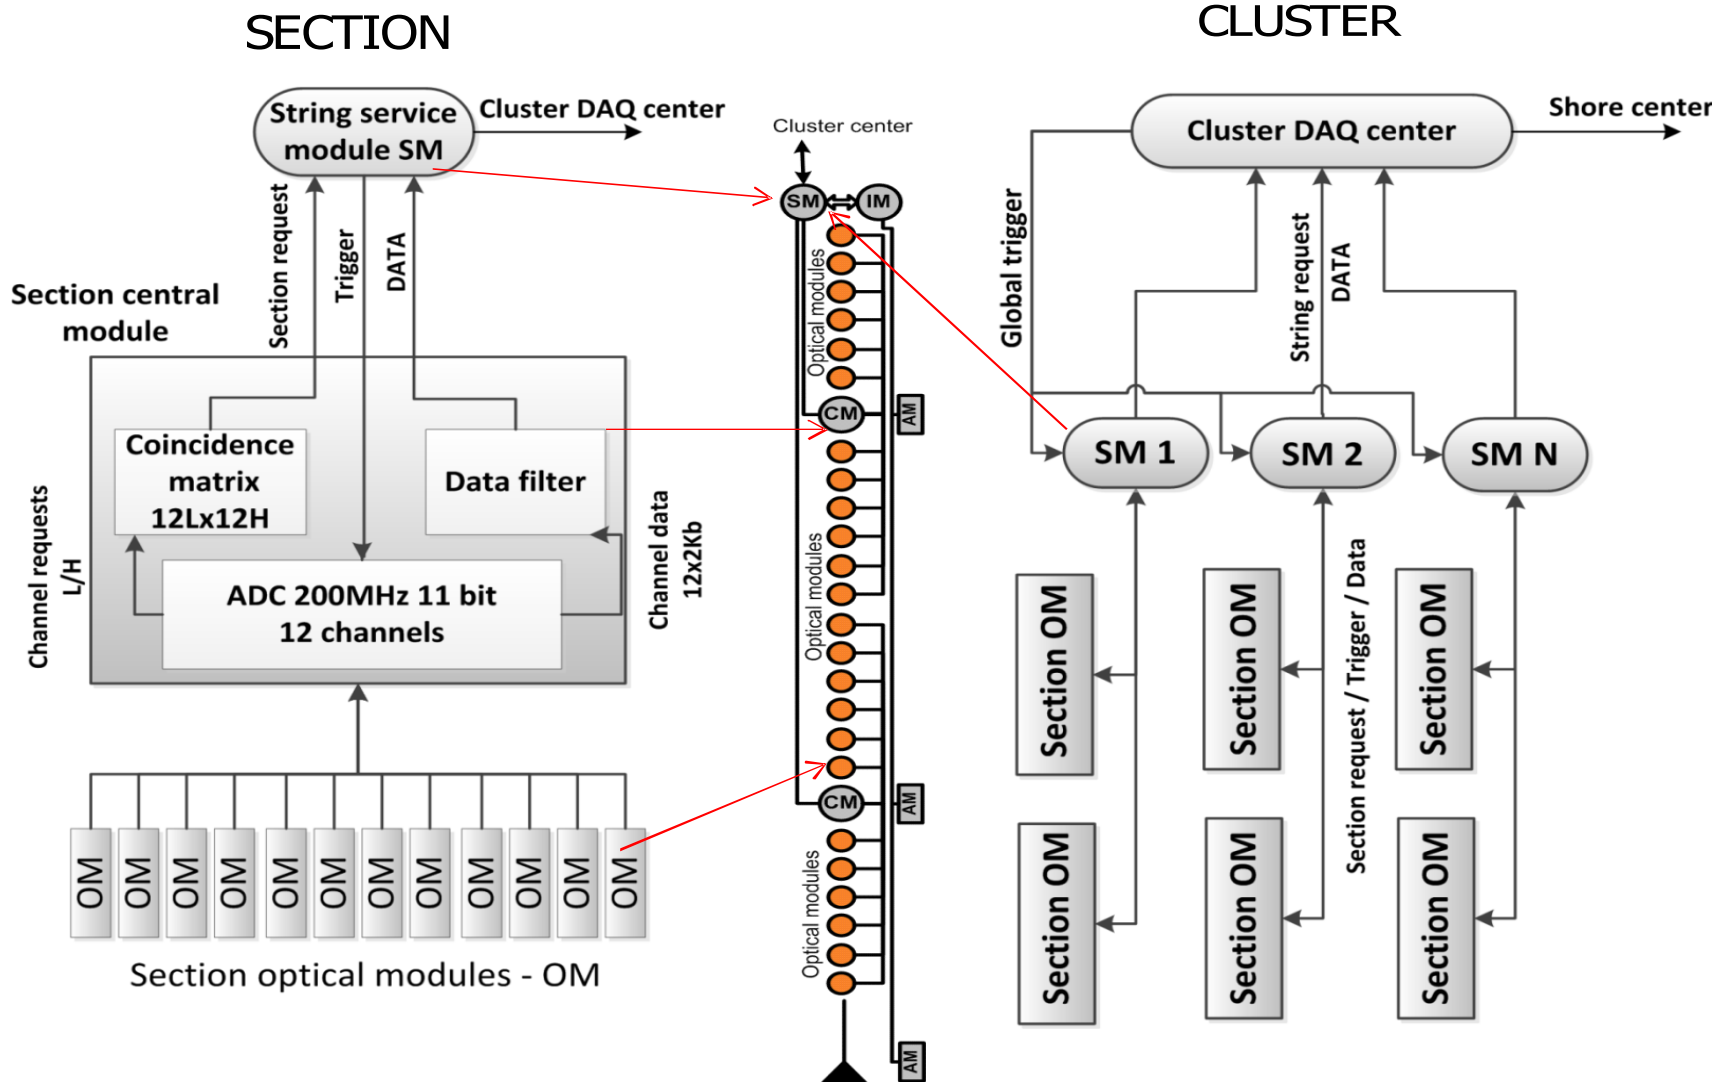 SECTION
String service
module SM
Cluster DAQ center
Section request
Trigger
DATA
Section central
module
Coincidence
matrix
12Lx12H
Data filter
Channel requests
L/H
Channel data
12x2Kb
ADC 200MHz 11 bit
12 channels
OM
OM
OM
OM
OM
OM
OM
OM
OM
OM
OM
OM
Section optical modules - OM
Cluster center
SM
IM
Optical modules
CM
AM
Optical modules
CM
AM
Optical modules
AM
CLUSTER
Cluster DAQ center
Shore center
Global trigger
String request
DATA
SM 1
SM 2
SM N
Section OM
Section OM
Section OM
Section request / Trigger / Data
Section OM
Section OM
Section OM